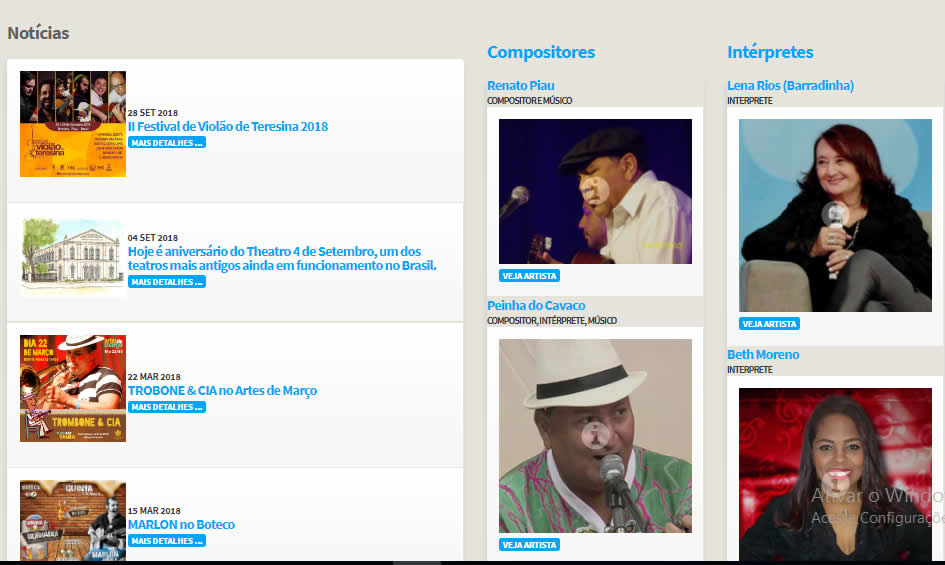 Notícias
28 SET 2018
II Festival de Violão de Teresina 2018
MAIS DETALHES ...
violão
teresina
04 SET 2018
Hoje é aniversário do Theatro 4 de Setembro, um dos
teatros mais antigos ainda em funcionamento no Brasil.
MAIS DETALHES ...
DIA 22
DE MARÇO
TROMBONE & CIA
22 MAR 2018
TROBONE & CIA no Artes de Março
MAIS DETALHES ...
QUINTA
MARLON
15 MAR 2018
MARLON no Boteco
MAIS DETALHES ...
Compositores
Renato Piau
COMPOSITOR E MÚSICO
VEJA ARTISTA
Peinha do Cavaco
COMPOSITOR, INTÉRPRETE, MÚSICO
VEJA ARTISTA
Intérpretes
Lena Rios (Barradinha)
INTERPRETE
VEJA ARTISTA
Beth Moreno
INTERPRETE
Ativar o Windo
Acesse Configuraçõe